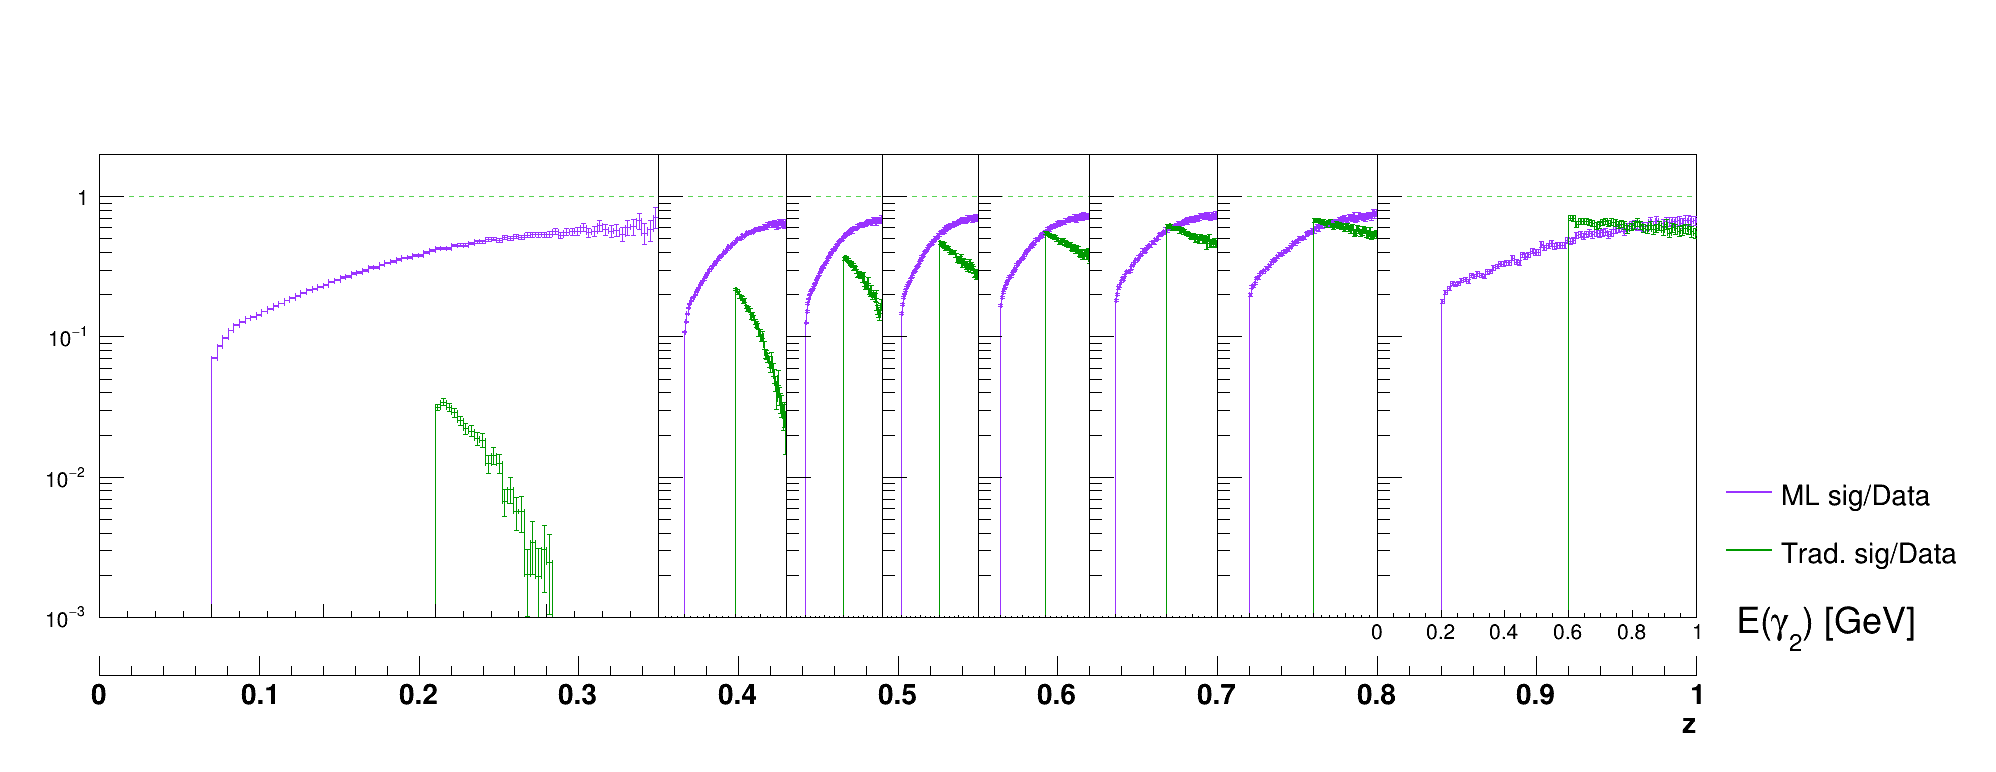 1
10⁻¹
10⁻²
10⁻³
ML sig/Data
Trad. sig/Data
E(γ₂) [GeV]
0 0.2 0.4 0.6 0.8 1
0 0.1 0.2 0.3 0.4 0.5 0.6 0.7 0.8 0.9 1
z